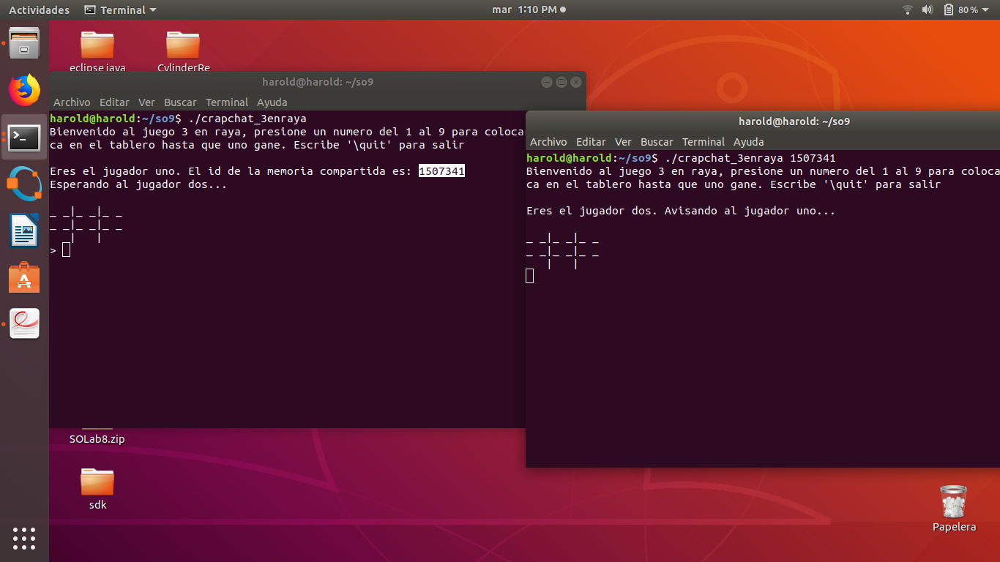 Actividades Terminal mar 1:10 PM 80 %
eclipse java CylinderRe
harold@harold: ~/so9
Archivo Editar Ver Buscar Terminal Ayuda
harold@harold:~/so9$ ./crapchat_3enraya
Bienvenido al juego 3 en raya, presione un numero del 1 al 9 para coloca
ca en el tablero hasta que uno gane. Escribe '\quit' para salir
Eres el jugador uno. El id de la memoria compartida es: 1507341
Esperando al jugador dos...
_ _|_ _|_ _
_ _|_ _|_ _
   |   |
>
harold@harold: ~/so9
Archivo Editar Ver Buscar Terminal Ayuda
harold@harold:~/so9$ ./crapchat_3enraya 1507341
Bienvenido al juego 3 en raya, presione un numero del 1 al 9 para coloca
ca en el tablero hasta que uno gane. Escribe '\quit' para salir
Eres el jugador dos. Avisando al jugador uno...
_ _|_ _|_ _
_ _|_ _|_ _
   |   |
SOLab8.zip
sdk
Papelera